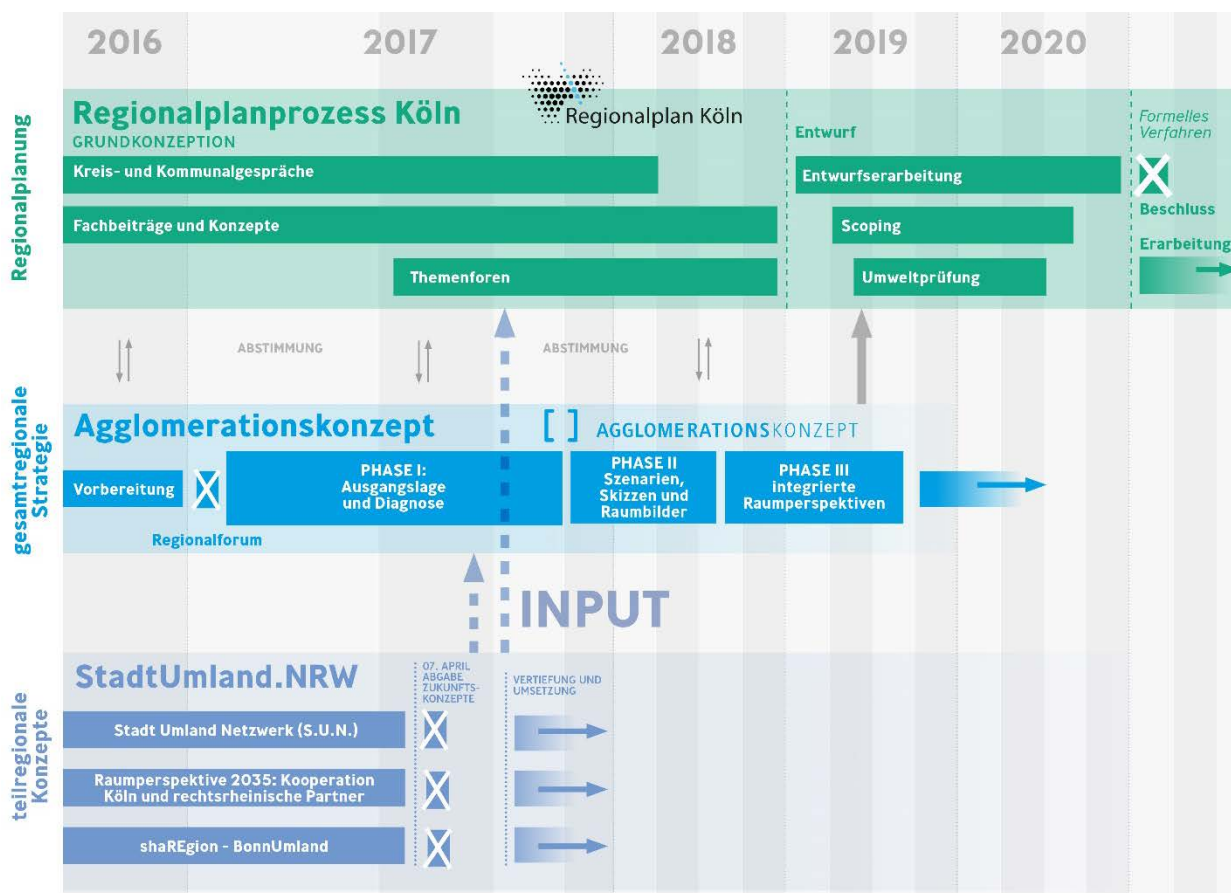 2016 2017 2018 2019 2020
Regionalplanung
Regionalplanprozess Köln
GRUNDKONZEPTION
Regionalplan Köln
Kreis- und Kommunalgespräche
Fachbeiträge und Konzepte
Themenforen
Entwurf
Entwurfserarbeitung
Scoping
Umweltprüfung
Formelles
Verfahren
Beschluss
Erarbeitung
ABSTIMMUNG
ABSTIMMUNG
gesamtregionale
Strategie
Agglomerationskonzept
[ ] AGGLOMERATIONSKONZEPT
Vorbereitung
Regionalforum
PHASE I:
Ausgangslage
und Diagnose
PHASE II
Szenarien,
Skizzen und
Raumbilder
PHASE III
integrierte
Raumperspektiven
INPUT
teilregionale
Konzepte
StadtUmland.NRW
07. APRIL
ABGABE
ZUKUNFTS-
KONZEPTE
VERTIEFUNG UND
UMSETZUNG
Stadt Umland Netzwerk (S.U.N.)
Raumperspektive 2035: Kooperation
Köln und rechtsrheinische Partner
shaREgion - BonnUmland